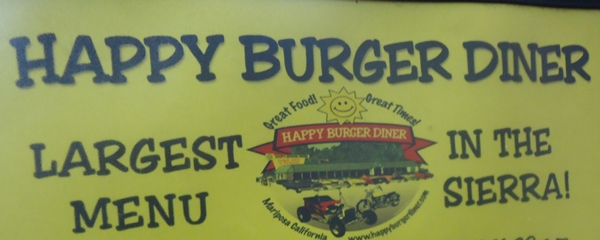 HAPPY BURGER DINER
Great Food! Great Times!
HAPPY BURGER DINER
LARGEST IN THE
MENU SIERRA!
Mariposa California
www.happyburgerdiner.com